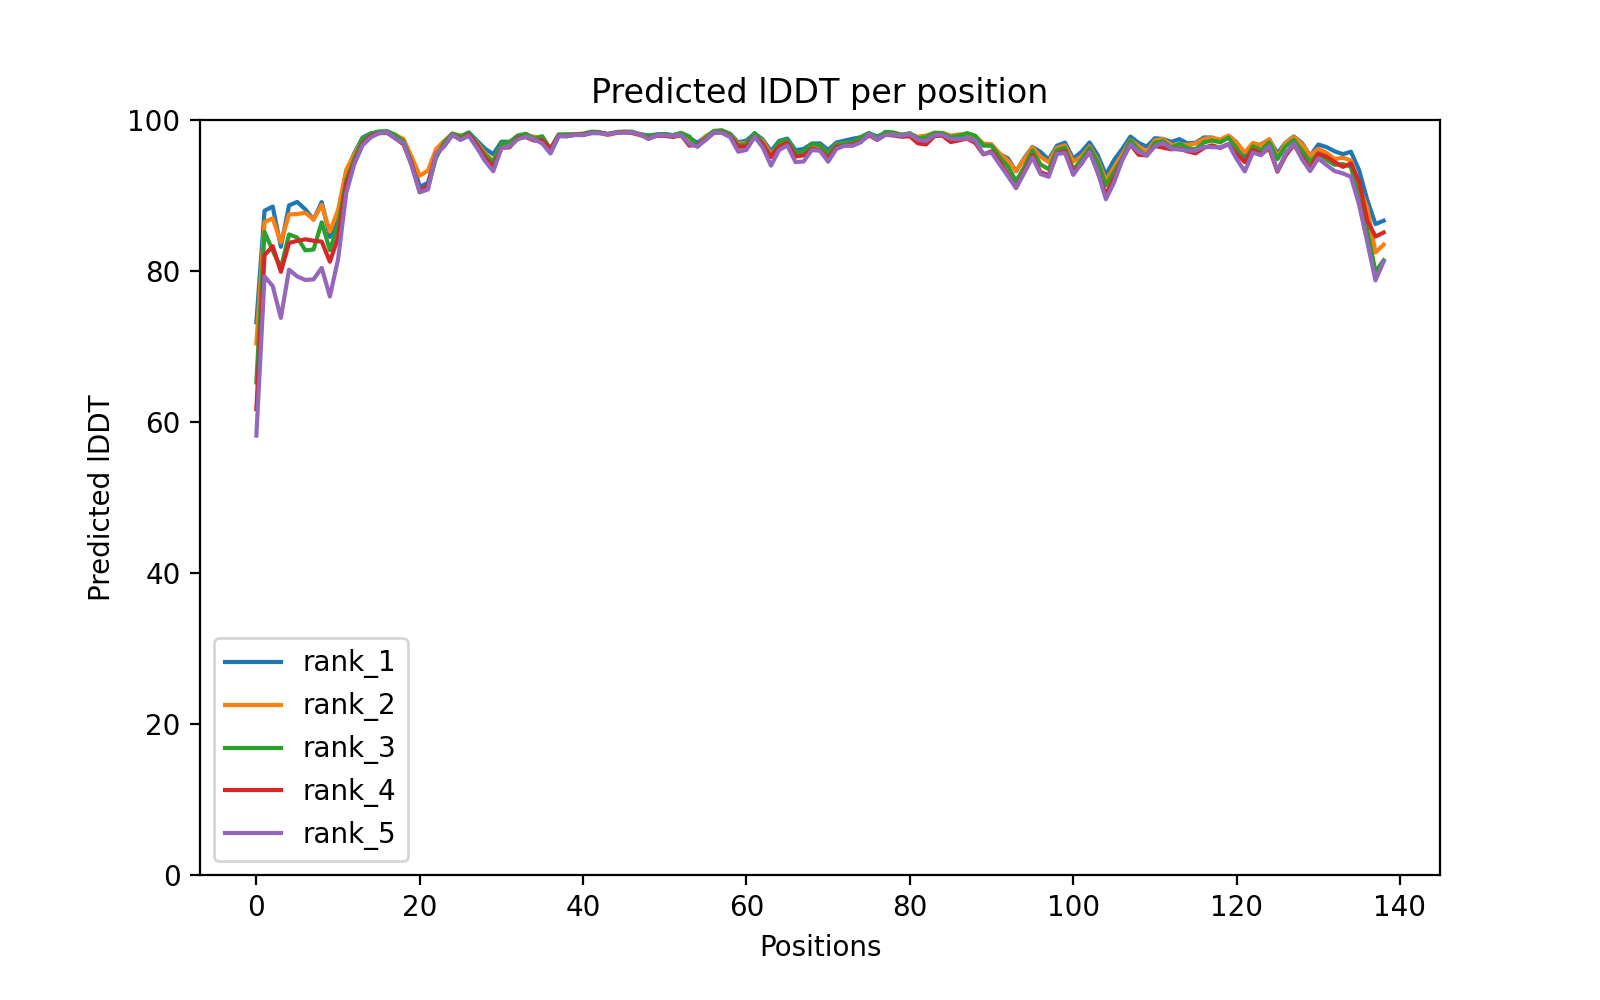 Predicted lDDT per position
100
80
60
40
20
0
Predicted lDDT
rank_1
rank_2
rank_3
rank_4
rank_5
0 20 40 60 80 100 120 140
Positions